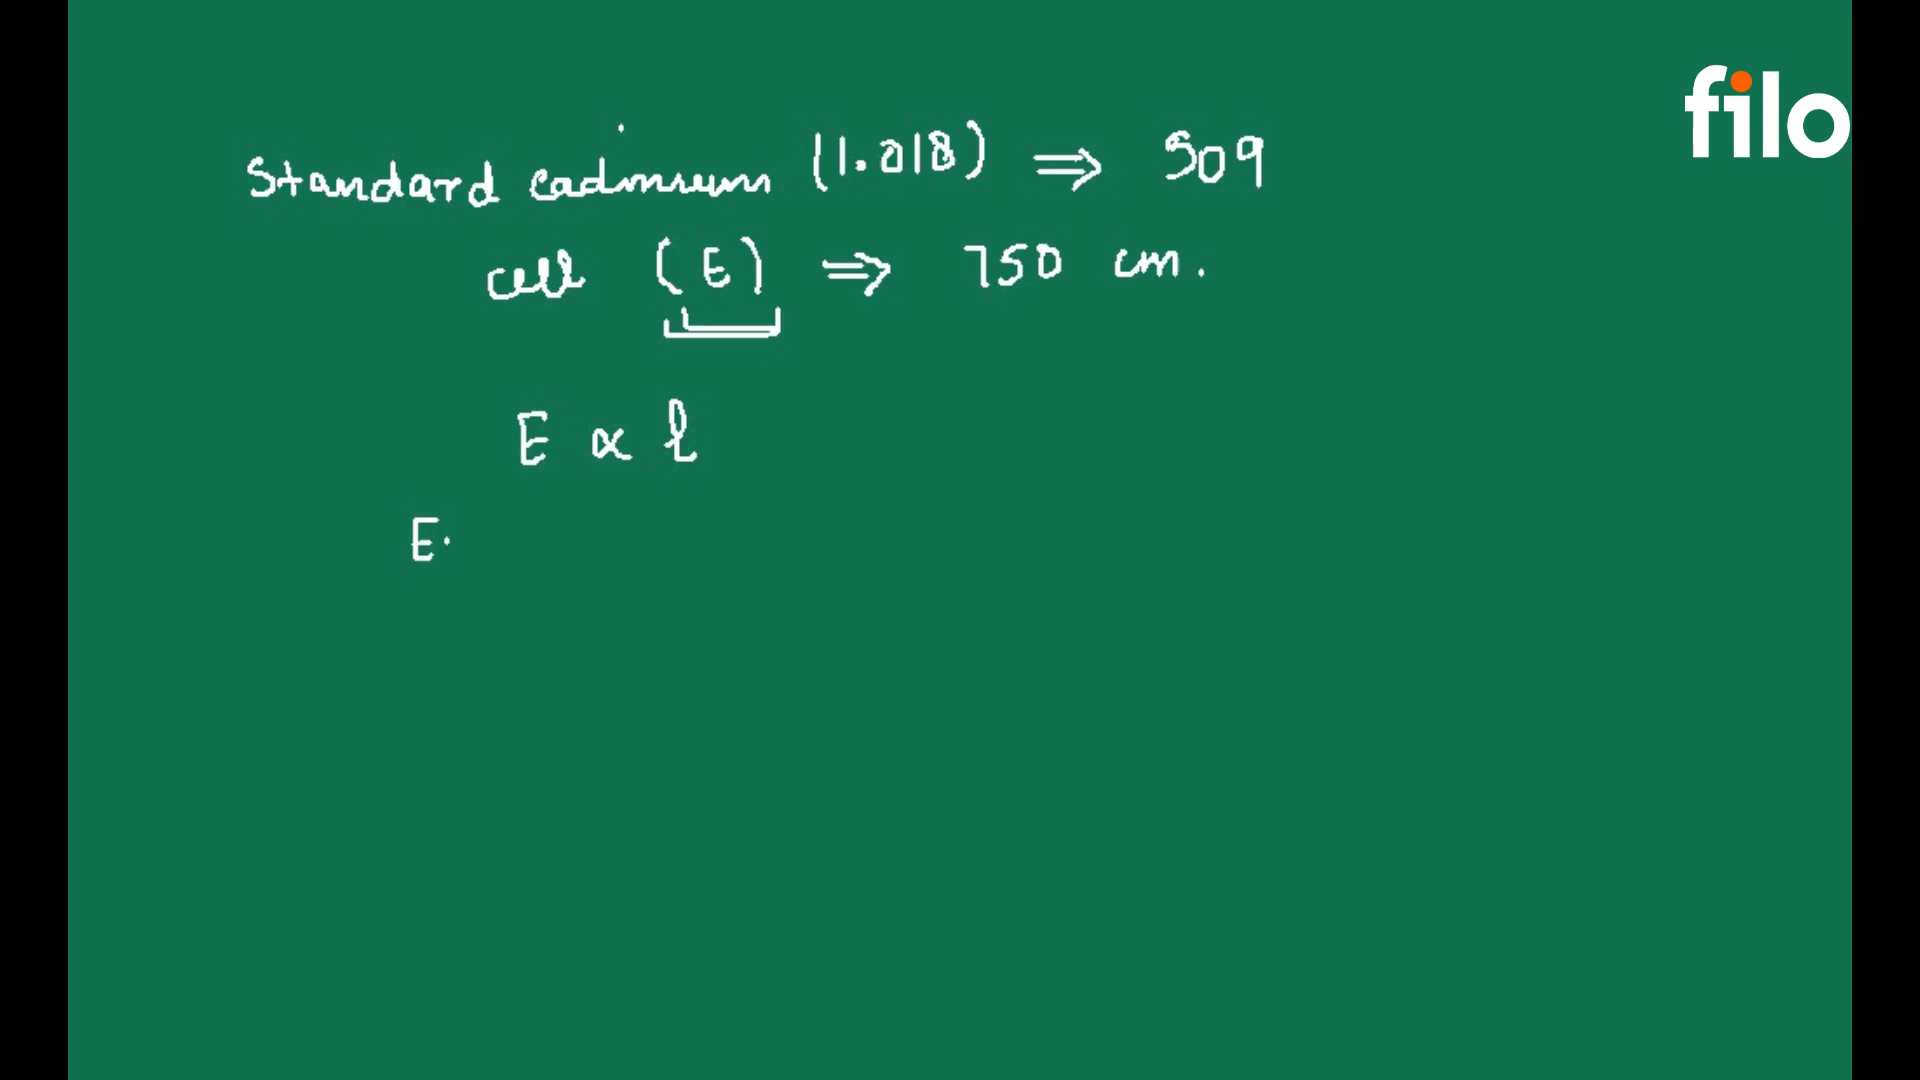 filo
Standard cadmium (1.018) ⇒ 509
cell (E) ⇒ 750 cm.
E ∝ l
E.